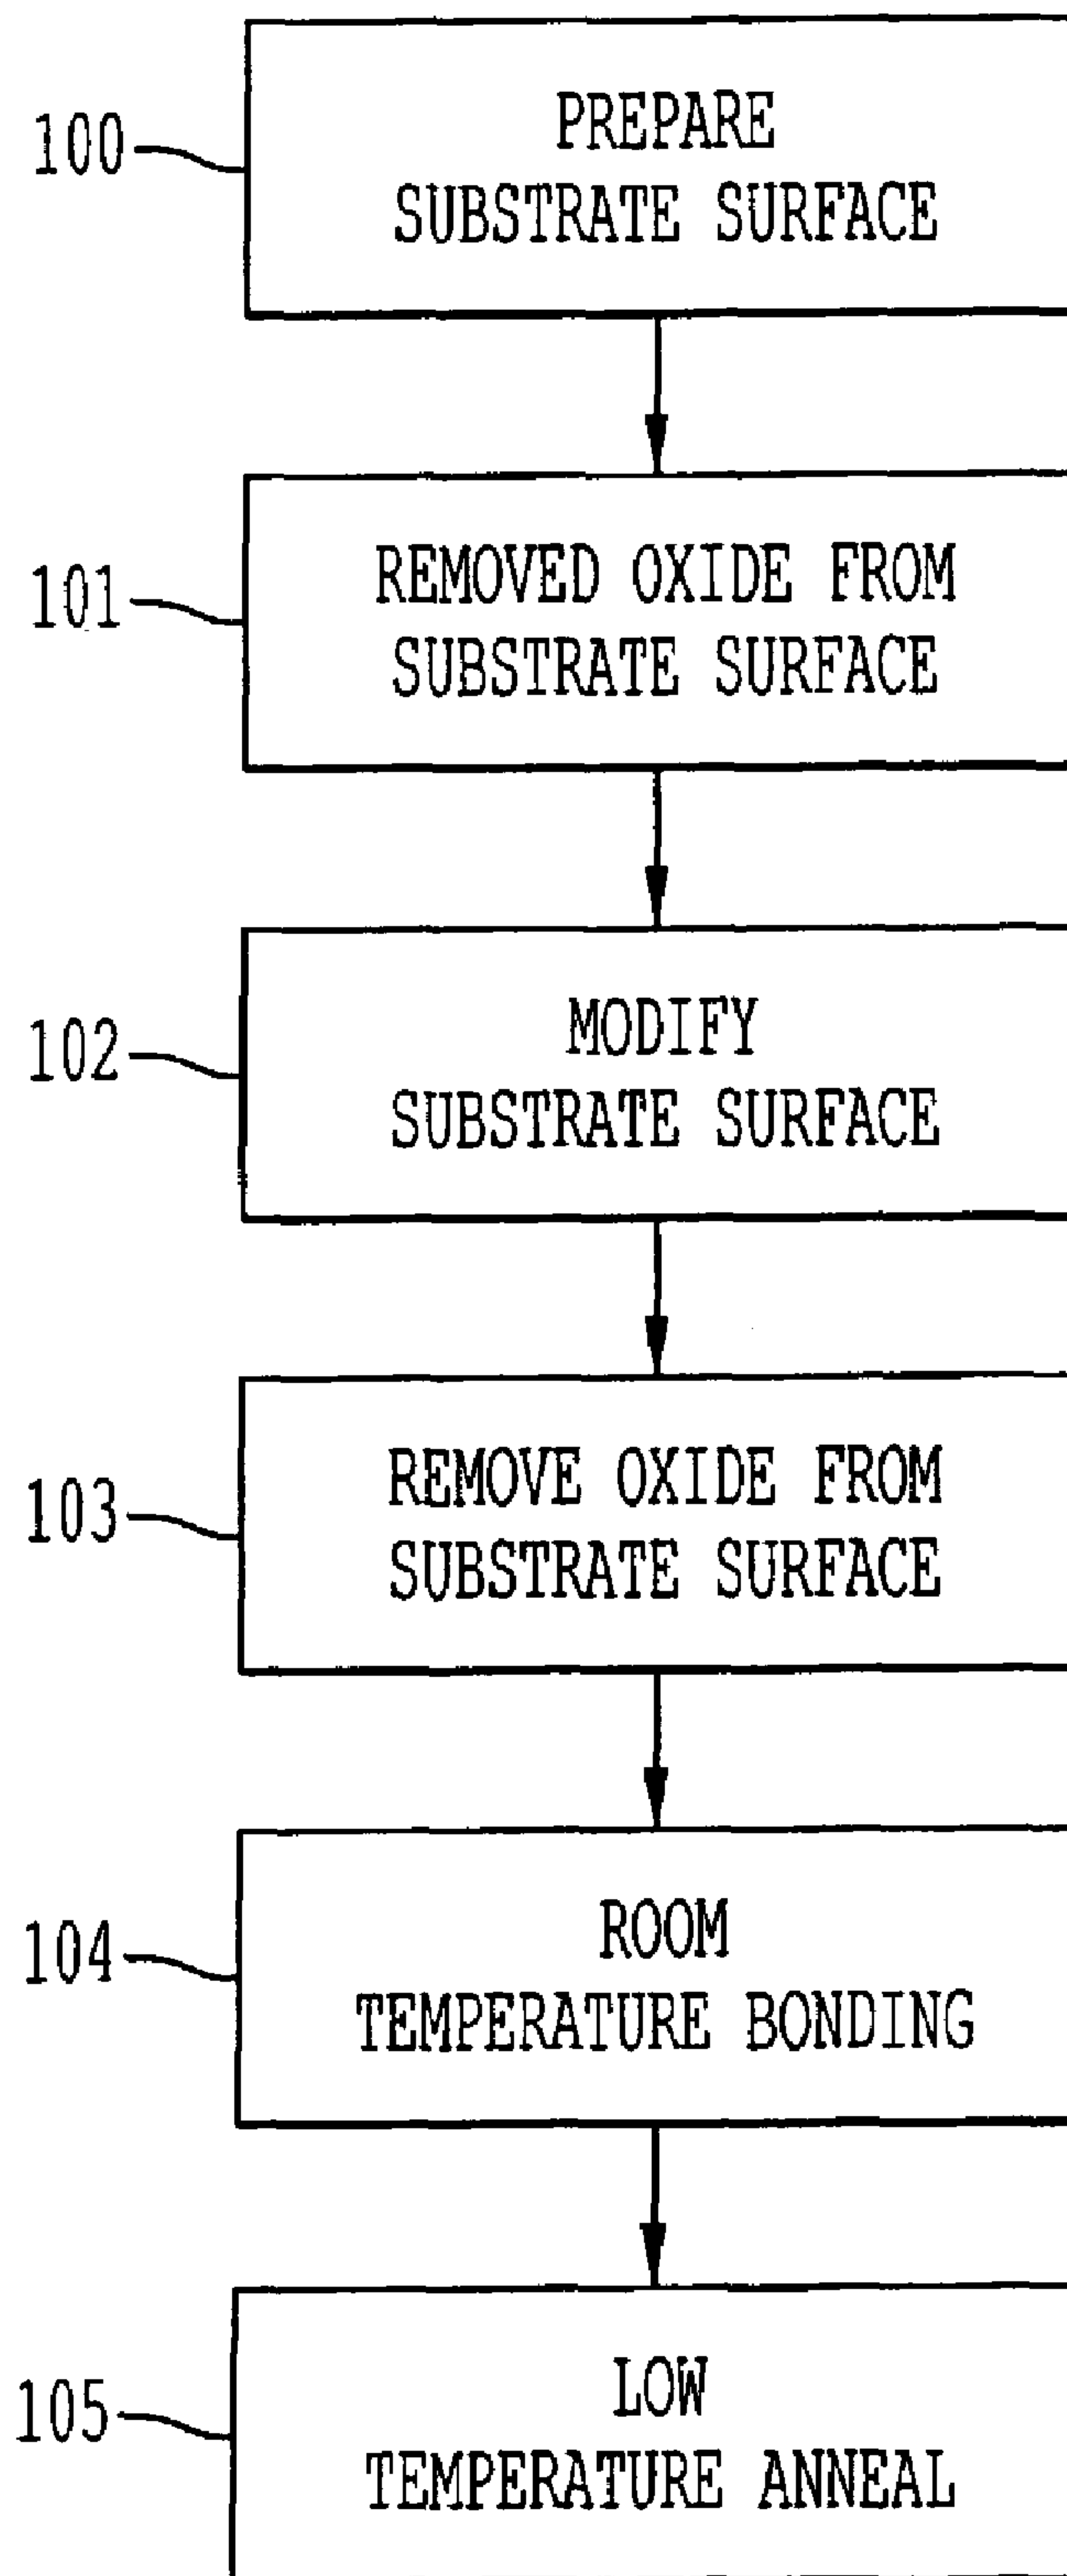 100
PREPARE
SUBSTRATE SURFACE
101
REMOVED OXIDE FROM
SUBSTRATE SURFACE
102
MODIFY
SUBSTRATE SURFACE
103
REMOVE OXIDE FROM
SUBSTRATE SURFACE
104
ROOM
TEMPERATURE BONDING
105
LOW
TEMPERATURE ANNEAL